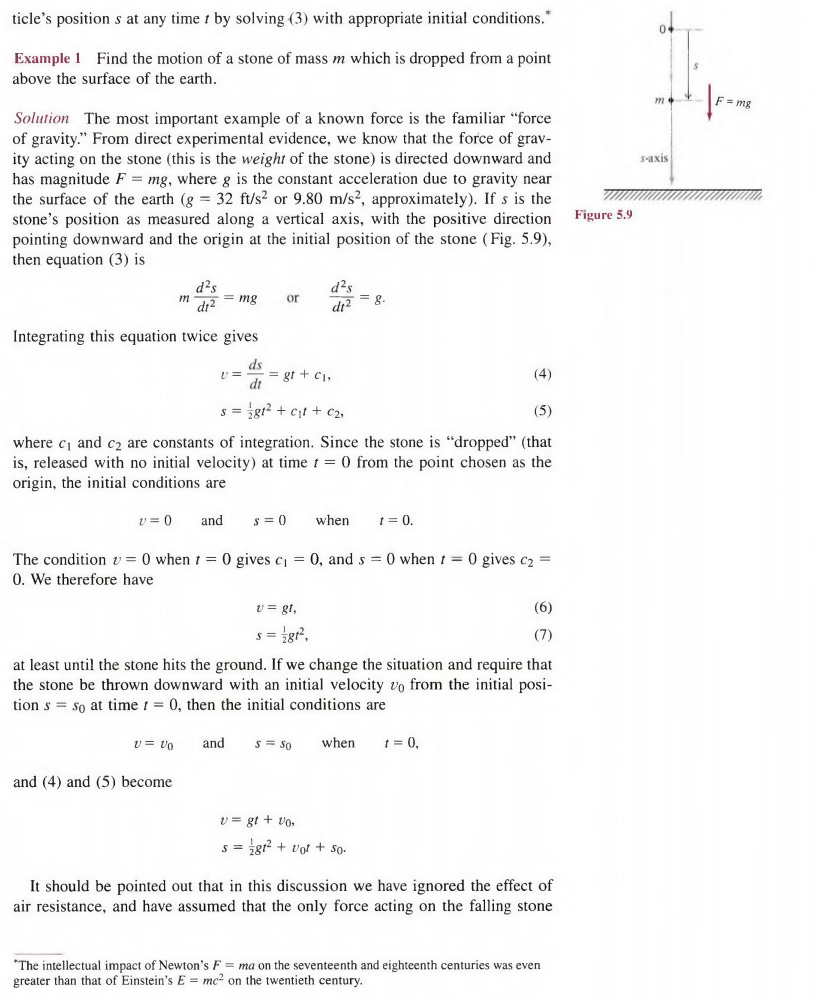 ticle's position s at any time t by solving (3) with appropriate initial conditions.*
Example 1 Find the motion of a stone of mass m which is dropped from a point
above the surface of the earth.
Solution The most important example of a known force is the familiar “force
of gravity.” From direct experimental evidence, we know that the force of grav-
ity acting on the stone (this is the weight of the stone) is directed downward and
has magnitude F = mg, where g is the constant acceleration due to gravity near
the surface of the earth (g = 32 ft/s² or 9.80 m/s², approximately). If s is the
stone's position as measured along a vertical axis, with the positive direction
pointing downward and the origin at the initial position of the stone (Fig. 5.9),
then equation (3) is
m d²s/dt² = mg or d²s/dt² = g.
Integrating this equation twice gives
v = ds/dt = gt + c₁, (4)
s = ½gt² + c₁t + c₂, (5)
where c₁ and c₂ are constants of integration. Since the stone is “dropped” (that
is, released with no initial velocity) at time t = 0 from the point chosen as the
origin, the initial conditions are
v = 0 and s = 0 when t = 0.
The condition v = 0 when t = 0 gives c₁ = 0, and s = 0 when t = 0 gives c₂ =
0. We therefore have
v = gt, (6)
s = ½gt², (7)
at least until the stone hits the ground. If we change the situation and require that
the stone be thrown downward with an initial velocity v₀ from the initial posi-
tion s = s₀ at time t = 0, then the initial conditions are
v = v₀ and s = s₀ when t = 0,
and (4) and (5) become
v = gt + v₀,
s = ½gt² + v₀t + s₀.
It should be pointed out that in this discussion we have ignored the effect of
air resistance, and have assumed that the only force acting on the falling stone
*The intellectual impact of Newton's F = ma on the seventeenth and eighteenth centuries was even
greater than that of Einstein's E = mc² on the twentieth century.
0
s
m
F = mg
s-axis
Figure 5.9